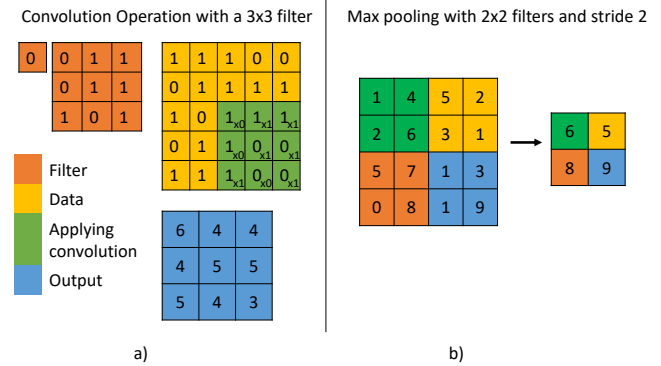 Convolution Operation with a 3x3 filter
0 0 1 1
0 1 1
1 0 1
1 1 1 0 0
0 1 1 1 1
1 0 1x0 1x1 1x1
0 1 1x0 0x1 0x1
1 1 1x1 0x0 0x1
Filter
Data
Applying
convolution
Output
6 4 4
4 5 5
5 4 3
a)
Max pooling with 2x2 filters and stride 2
1 4 5 2
2 6 3 1
5 7 1 3
0 8 1 9
6 5
8 9
b)